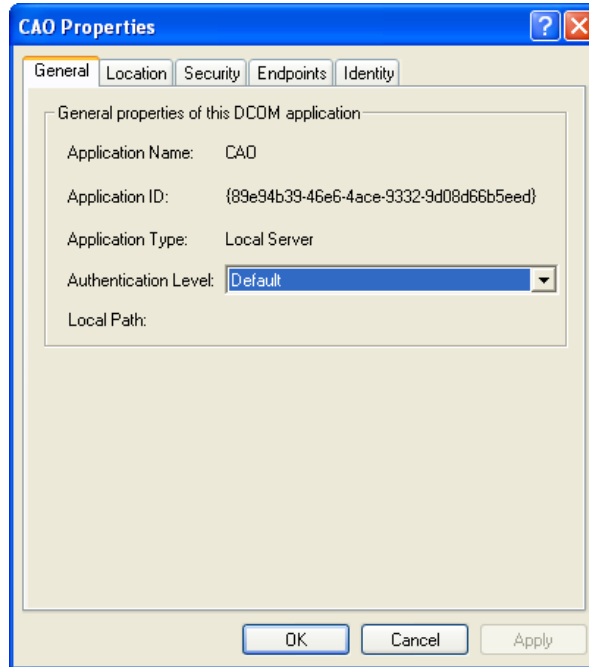 CAO Properties
General Location Security Endpoints Identity
General properties of this DCOM application
Application Name: CAO
Application ID: {89e94b39-46e6-4ace-9332-9d08d66b5eed}
Application Type: Local Server
Authentication Level: Default
Local Path:
OK Cancel Apply